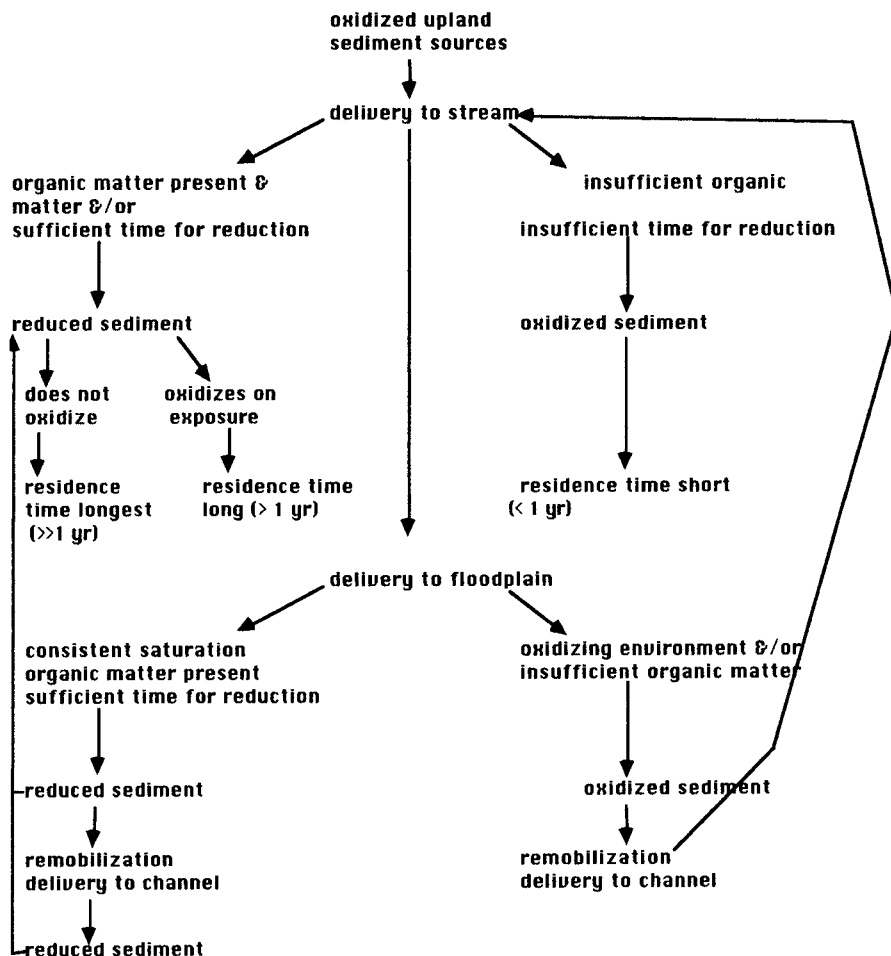 oxidized upland
sediment sources
delivery to stream
organic matter present &
matter &/or
sufficient time for reduction
insufficient organic
insufficient time for reduction
reduced sediment
oxidized sediment
does not
oxidize
oxidizes on
exposure
residence
time longest
(>>1 yr)
residence time
long (> 1 yr)
residence time short
(< 1 yr)
delivery to floodplain
consistent saturation
organic matter present
sufficient time for reduction
oxidizing environment &/or
insufficient organic matter
reduced sediment
oxidized sediment
remobilization
delivery to channel
remobilization
delivery to channel
reduced sediment